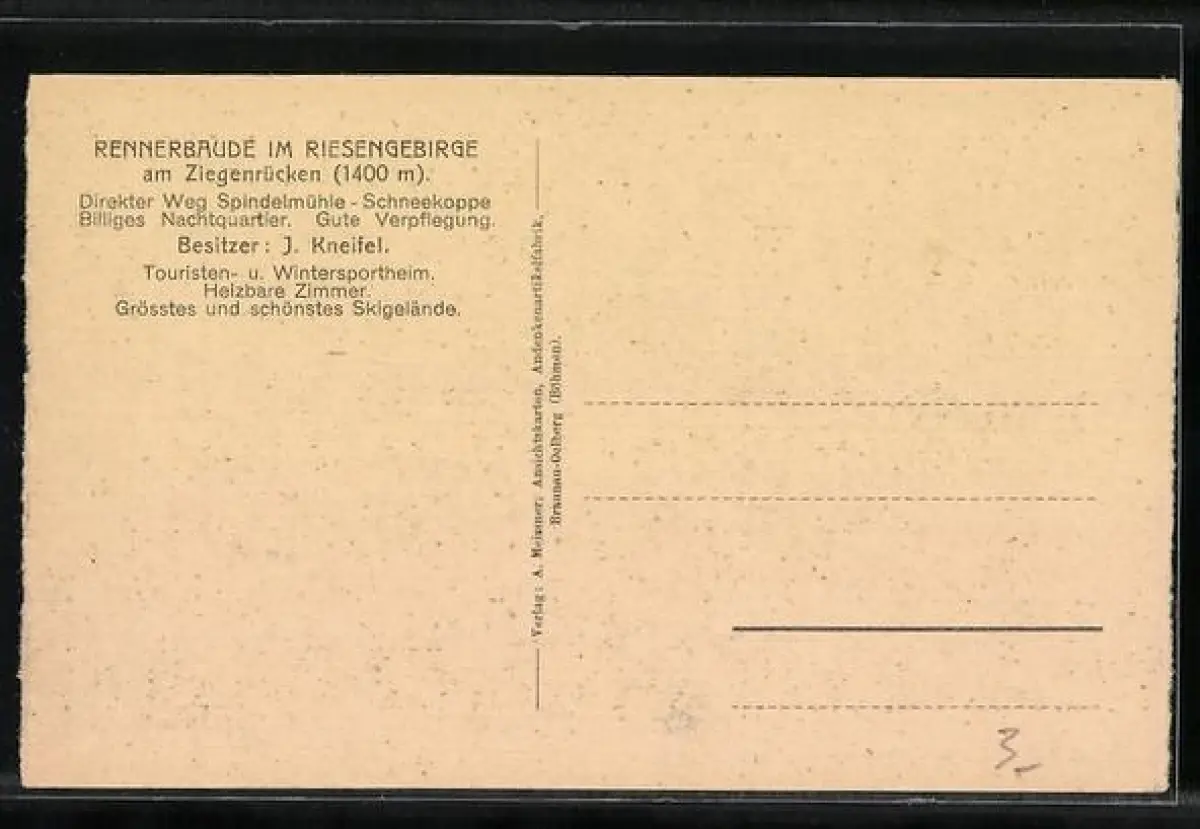 RENNERBAUDE IM RIESENGEBIRGE
am Ziegenrücken (1400 m).
Direkter Weg Spindelmühle - Schneekoppe
Billiges Nachtquartier. Gute Verpflegung.
Besitzer: J. Kneifel.
Touristen- u. Wintersportheim.
Heizbare Zimmer.
Grösstes und schönstes Skigelände.
Verlag: A. Meissner, Ansichtskarten, Andenkenartikelfabrik,
Braunau-Oelberg (Böhmen).
3,-